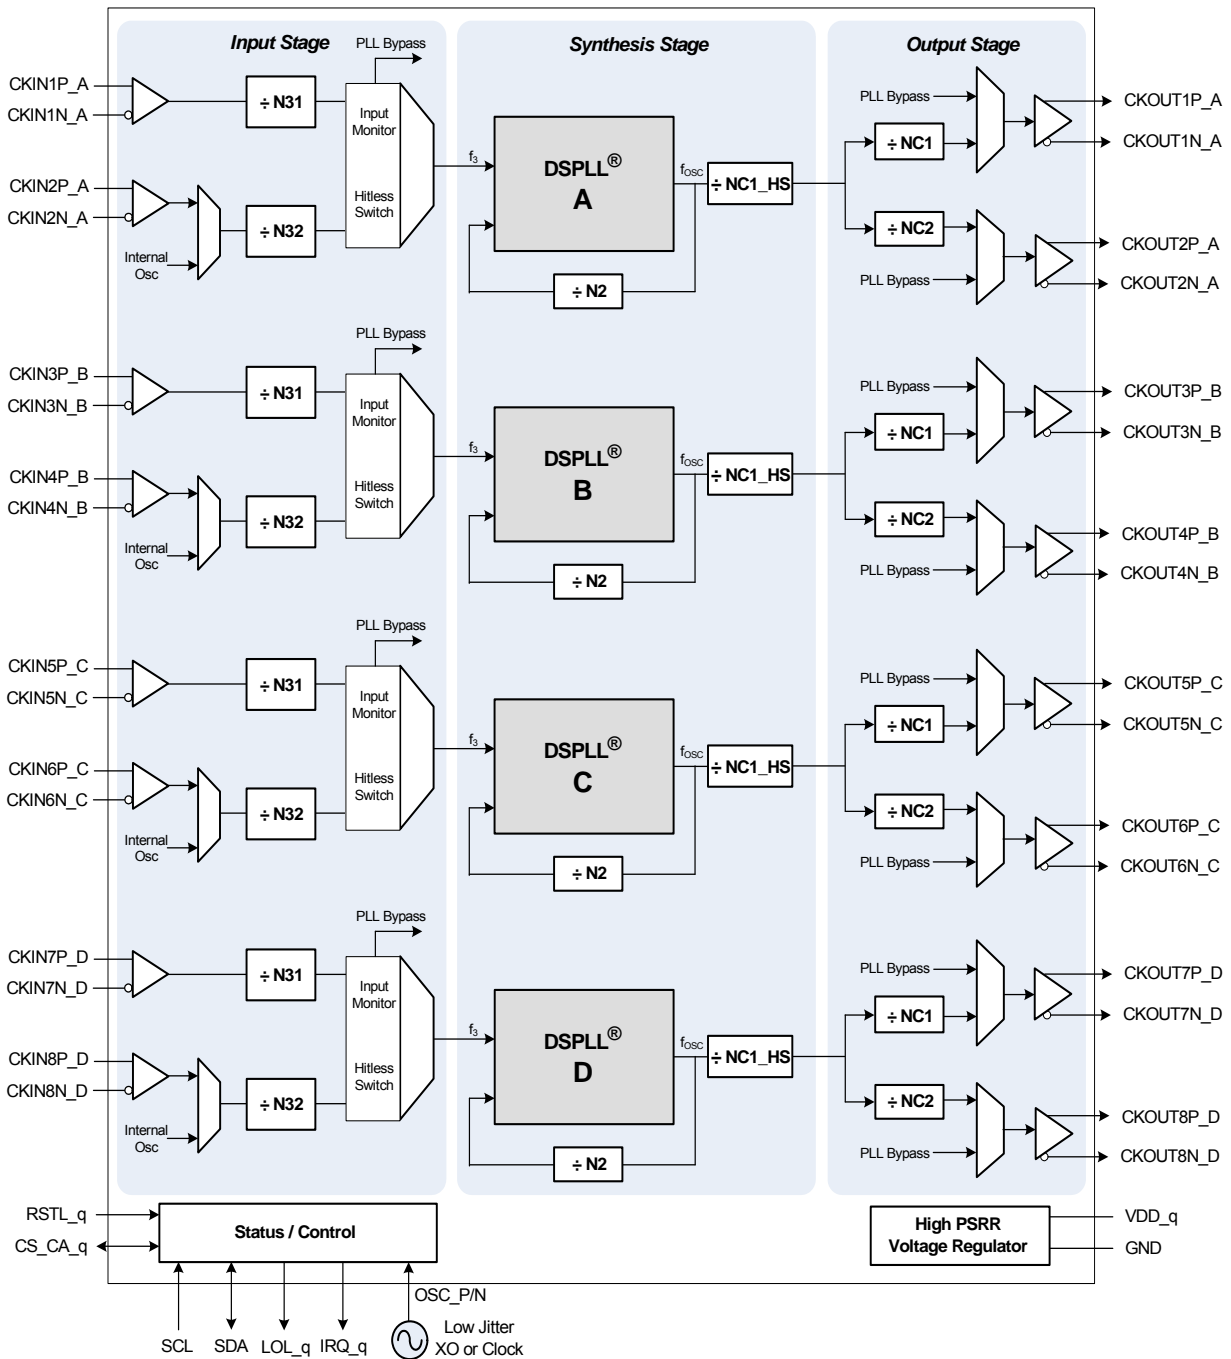 Input Stage
Synthesis Stage
Output Stage
PLL Bypass
CKIN1P_A
CKIN1N_A
÷ N31
Input
Monitor
Hitless
Switch
CKIN2P_A
CKIN2N_A
Internal
Osc
÷ N32
f3
DSPLL®
A
fOSC
÷ NC1_HS
÷ N2
PLL Bypass
÷ NC1
CKOUT1P_A
CKOUT1N_A
÷ NC2
PLL Bypass
CKOUT2P_A
CKOUT2N_A
PLL Bypass
CKIN3P_B
CKIN3N_B
÷ N31
Input
Monitor
Hitless
Switch
CKIN4P_B
CKIN4N_B
Internal
Osc
÷ N32
f3
DSPLL®
B
fOSC
÷ NC1_HS
÷ N2
PLL Bypass
÷ NC1
CKOUT3P_B
CKOUT3N_B
÷ NC2
PLL Bypass
CKOUT4P_B
CKOUT4N_B
PLL Bypass
CKIN5P_C
CKIN5N_C
÷ N31
Input
Monitor
Hitless
Switch
CKIN6P_C
CKIN6N_C
Internal
Osc
÷ N32
f3
DSPLL®
C
fOSC
÷ NC1_HS
÷ N2
PLL Bypass
÷ NC1
CKOUT5P_C
CKOUT5N_C
÷ NC2
PLL Bypass
CKOUT6P_C
CKOUT6N_C
PLL Bypass
CKIN7P_D
CKIN7N_D
÷ N31
Input
Monitor
Hitless
Switch
CKIN8P_D
CKIN8N_D
Internal
Osc
÷ N32
f3
DSPLL®
D
fOSC
÷ NC1_HS
÷ N2
PLL Bypass
÷ NC1
CKOUT7P_D
CKOUT7N_D
÷ NC2
PLL Bypass
CKOUT8P_D
CKOUT8N_D
RSTL_q
CS_CA_q
Status / Control
High PSRR
Voltage Regulator
VDD_q
GND
SCL
SDA
LOL_q
IRQ_q
OSC_P/N
Low Jitter
XO or Clock